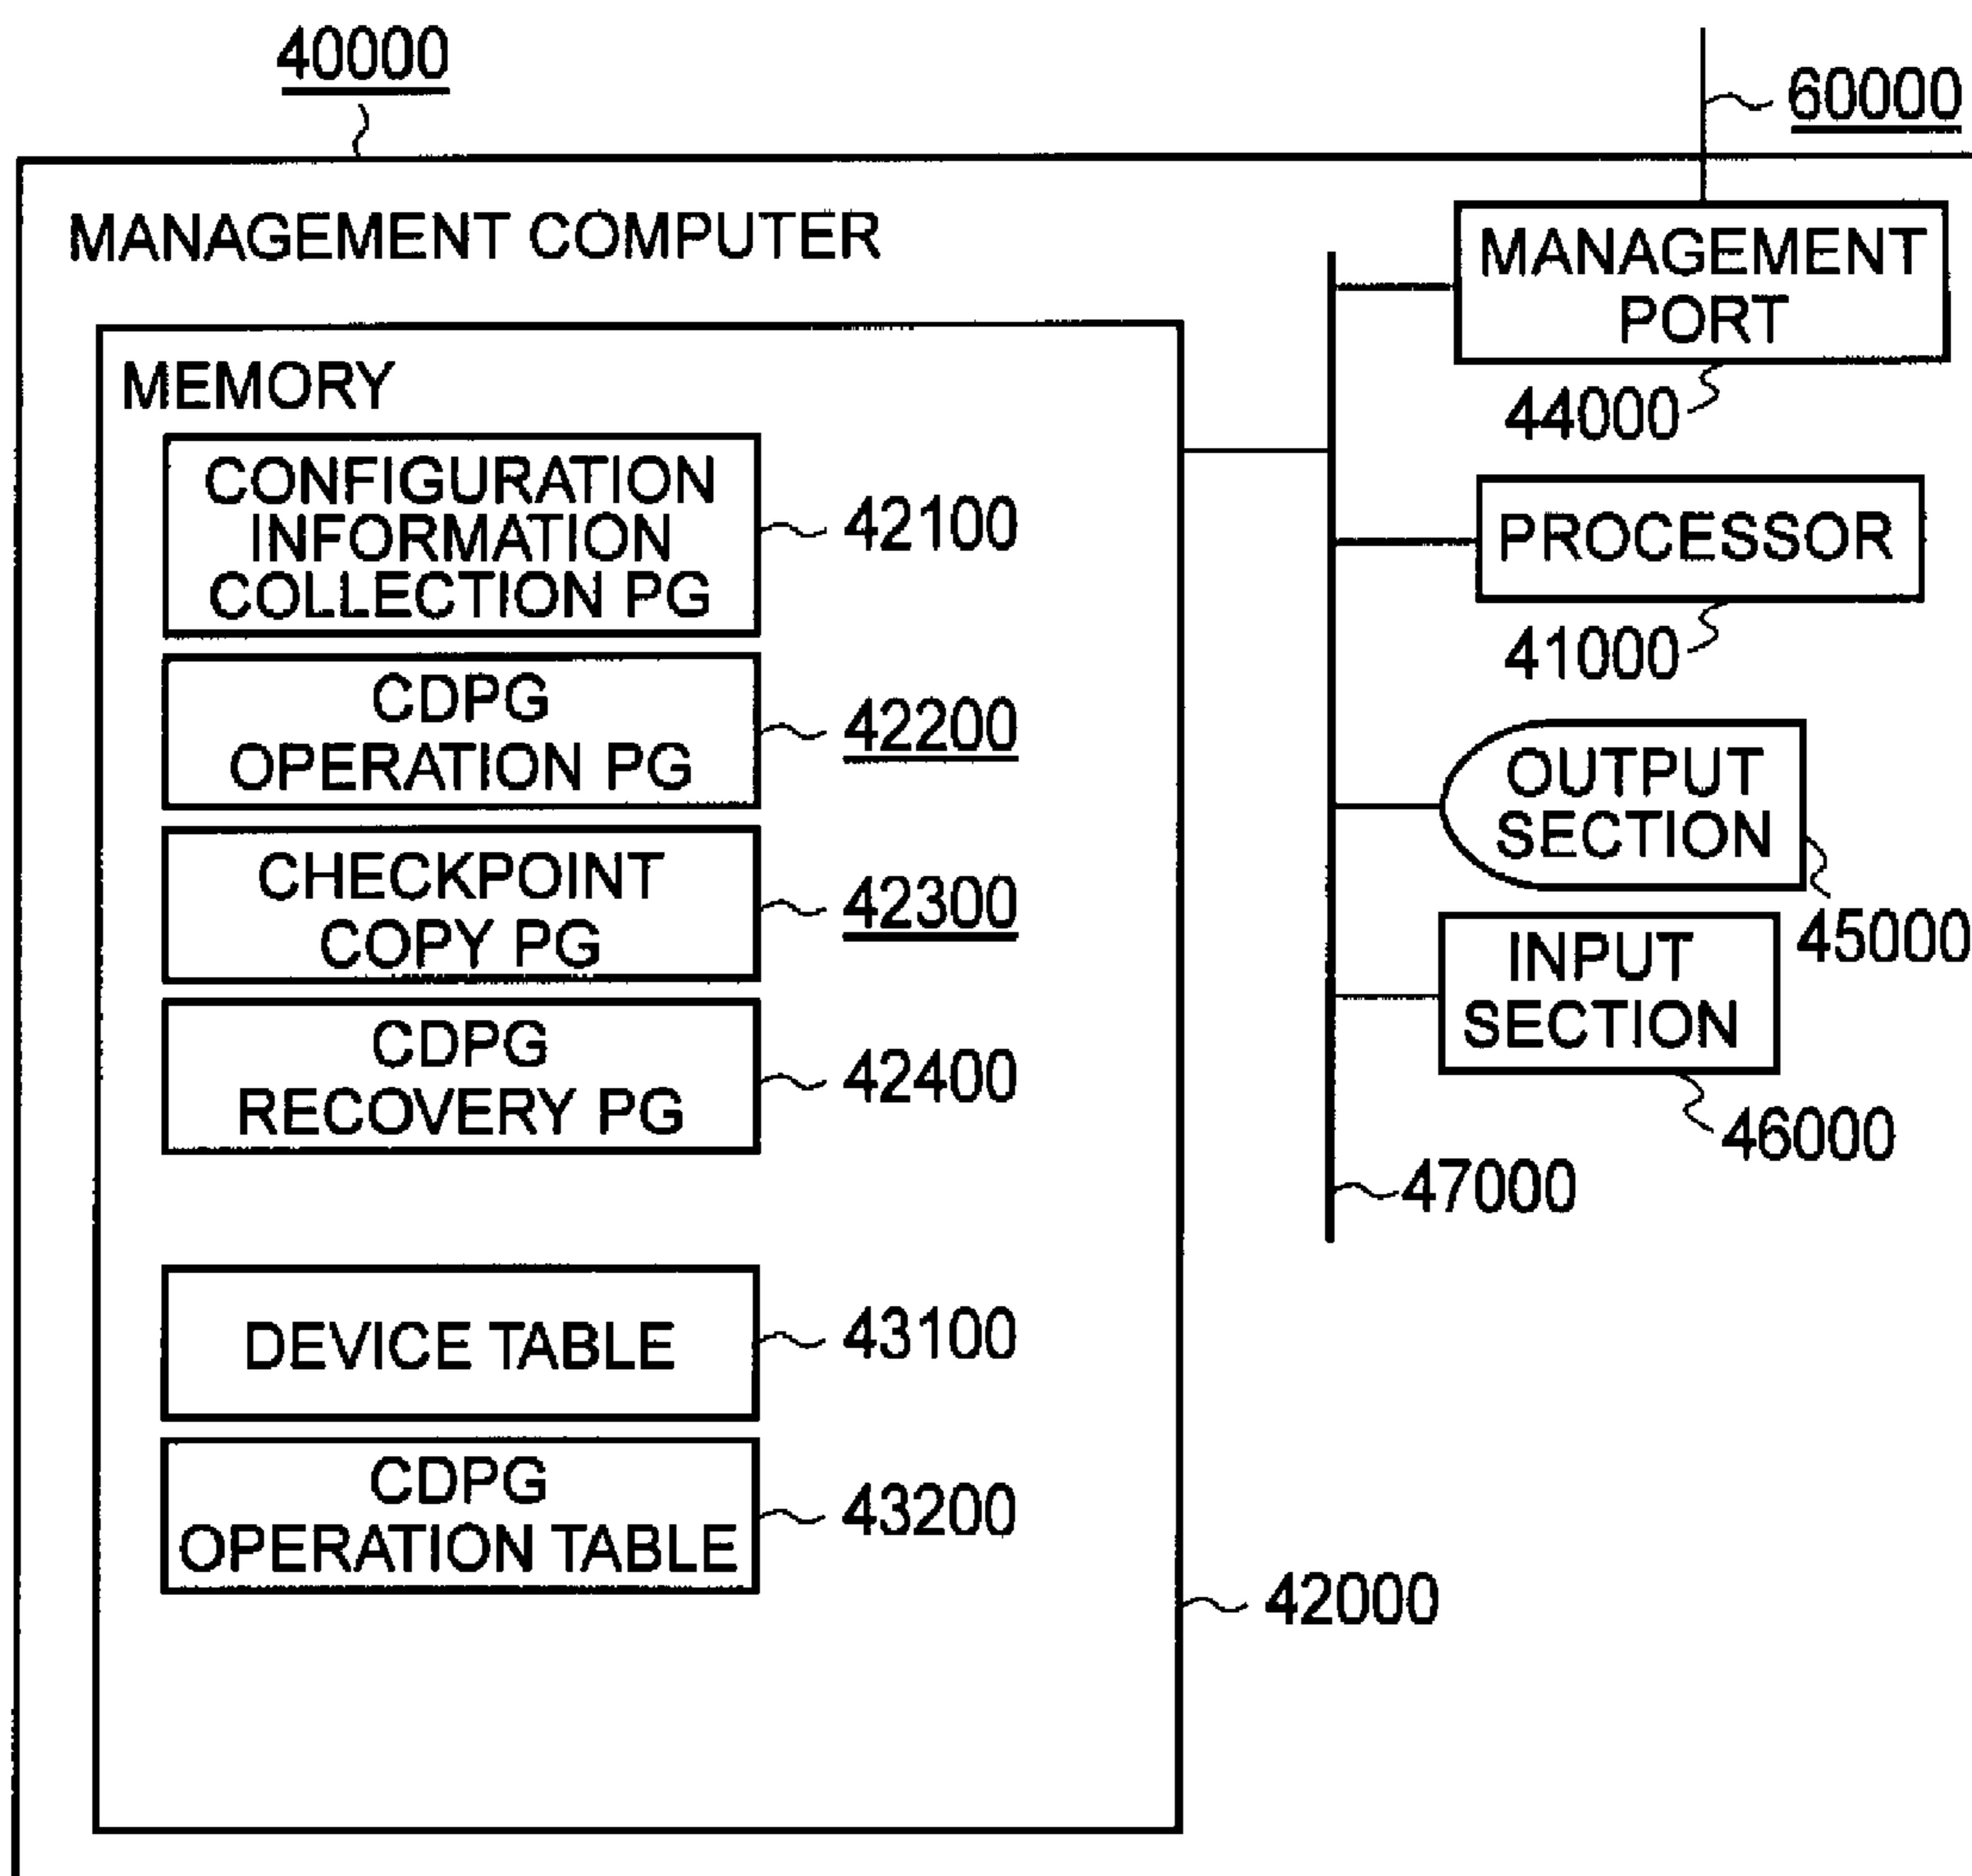 40000
60000
MANAGEMENT COMPUTER
MANAGEMENT
PORT
44000
MEMORY
CONFIGURATION
INFORMATION
COLLECTION PG
42100
PROCESSOR
41000
CDPG
OPERATION PG
42200
OUTPUT
SECTION
45000
CHECKPOINT
COPY PG
42300
INPUT
SECTION
46000
CDPG
RECOVERY PG
42400
47000
DEVICE TABLE
43100
CDPG
OPERATION TABLE
43200
42000